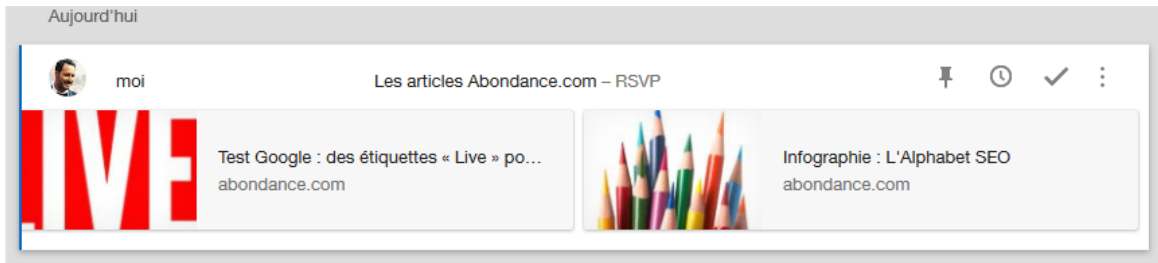 Aujourd'hui
moi
Les articles Abondance.com – RSVP
LIVE
Test Google : des étiquettes « Live » po...
abondance.com
Infographie : L'Alphabet SEO
abondance.com